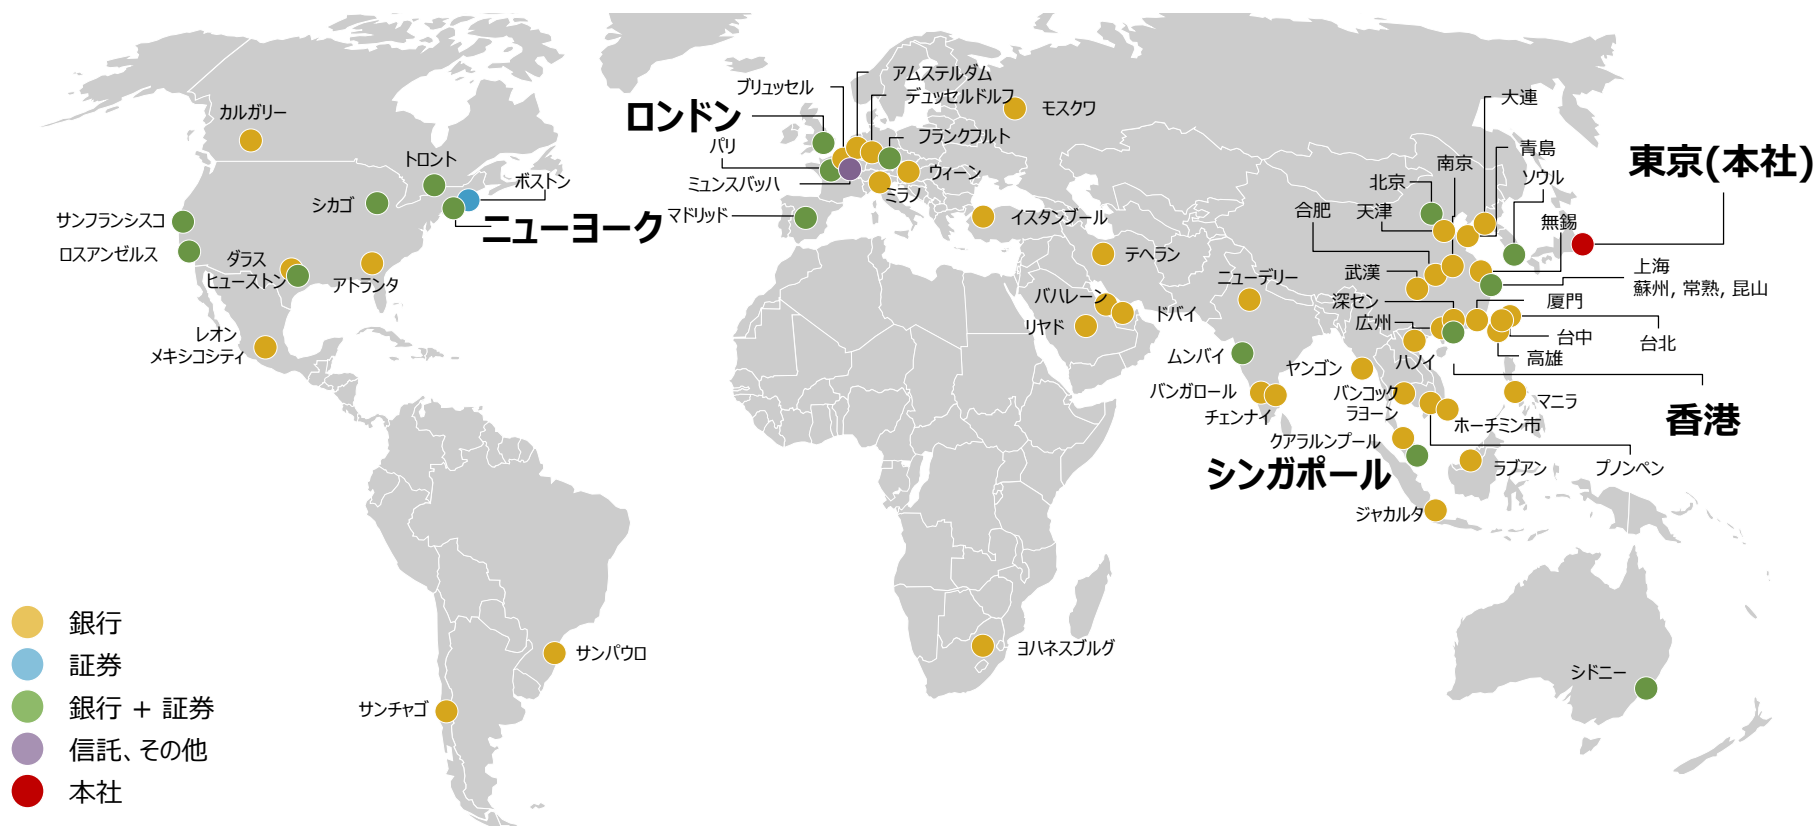 カルガリー
トロント
ボストン
シカゴ
ニューヨーク
サンフランシスコ
ロスアンゼルス
ダラス
ヒューストン
アトランタ
レオン
メキシコシティ
サンパウロ
サンチャゴ
ロンドン
ブリュッセル
アムステルダム
デュッセルドルフ
フランクフルト
パリ
ミュンスバッハ
ウィーン
ミラノ
マドリッド
モスクワ
イスタンブール
テヘラン
バハレーン
ドバイ
リヤド
ヨハネスブルグ
ニューデリー
ムンバイ
バンガロール
チェンナイ
大連
青島
南京
ソウル
北京
天津
合肥
無錫
東京(本社)
武漢
上海
蘇州, 常熟, 昆山
深セン
厦門
広州
台中
台北
高雄
ハノイ
香港
ヤンゴン
バンコック
ラヨーン
マニラ
ホーチミン市
クアラルンプール
シンガポール
ラブアン
プノンペン
ジャカルタ
シドニー
銀行
証券
銀行 + 証券
信託、その他
本社